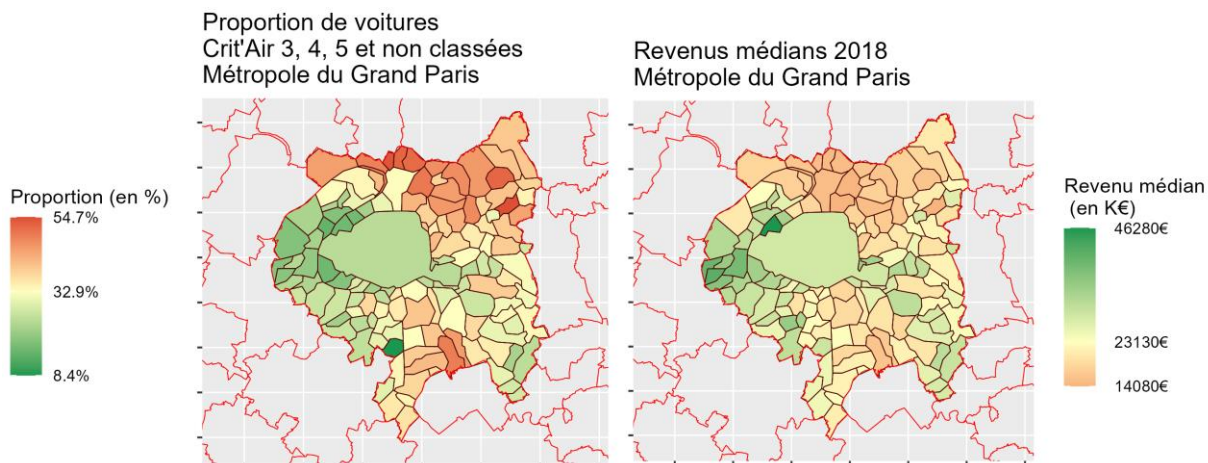 Proportion de voitures
Crit'Air 3, 4, 5 et non classées
Métropole du Grand Paris
Revenus médians 2018
Métropole du Grand Paris
Proportion (en %)
54.7%
32.9%
8.4%
Revenu médian
(en K€)
46280€
23130€
14080€